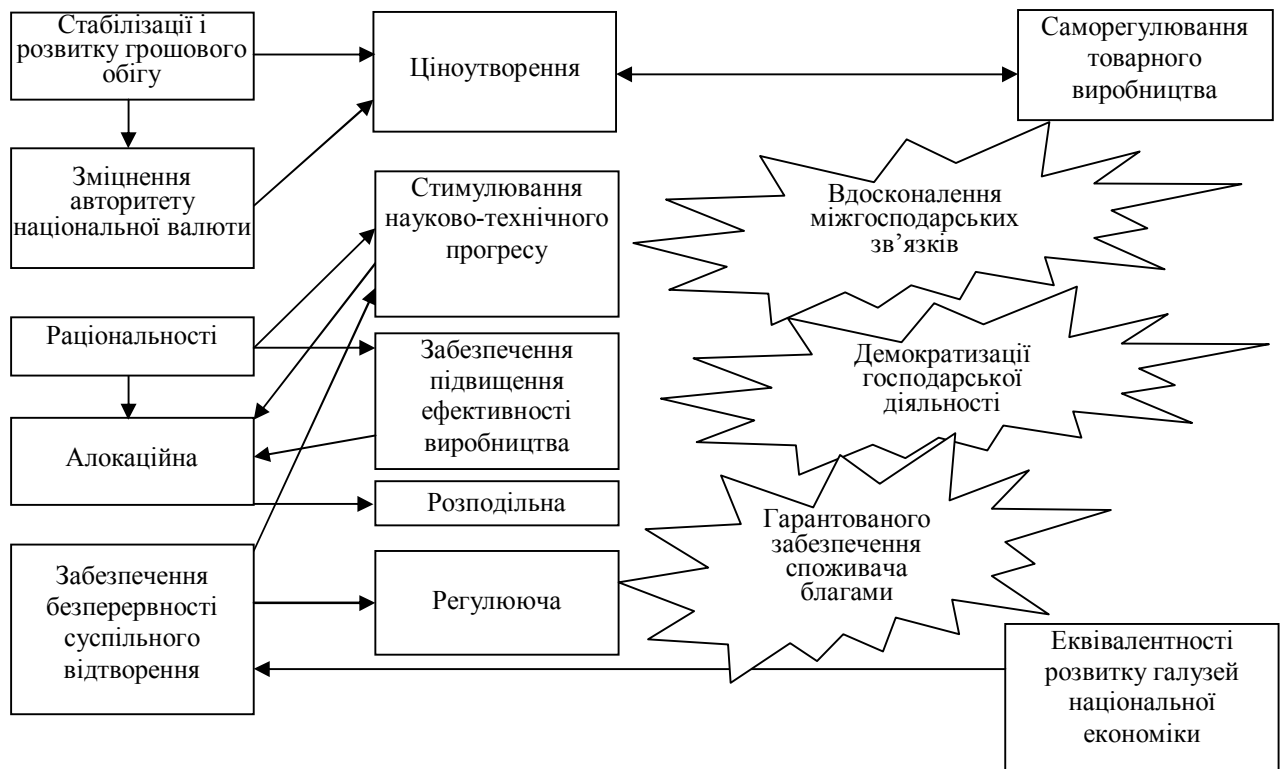 Стабілізації і
розвитку грошового
обігу
Ціноутворення
Саморегулювання
товарного
виробництва
Зміцнення
авторитету
національної валюти
Стимулювання
науково-технічного
прогресу
Вдосконалення
міжгосподарських
зв’язків
Раціональності
Забезпечення
підвищення
ефективності
виробництва
Демократизації
господарської
діяльності
Алокаційна
Розподільна
Гарантованого
забезпечення
споживача
благами
Забезпечення
безперервності
суспільного
відтворення
Регулююча
Еквівалентності
розвитку галузей
національної
економіки